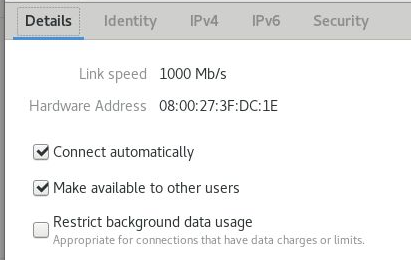 Details Identity IPv4 IPv6 Security
Link speed 1000 Mb/s
Hardware Address 08:00:27:3F:DC:1E
Connect automatically
Make available to other users
Restrict background data usage
Appropriate for connections that have data charges or limits.